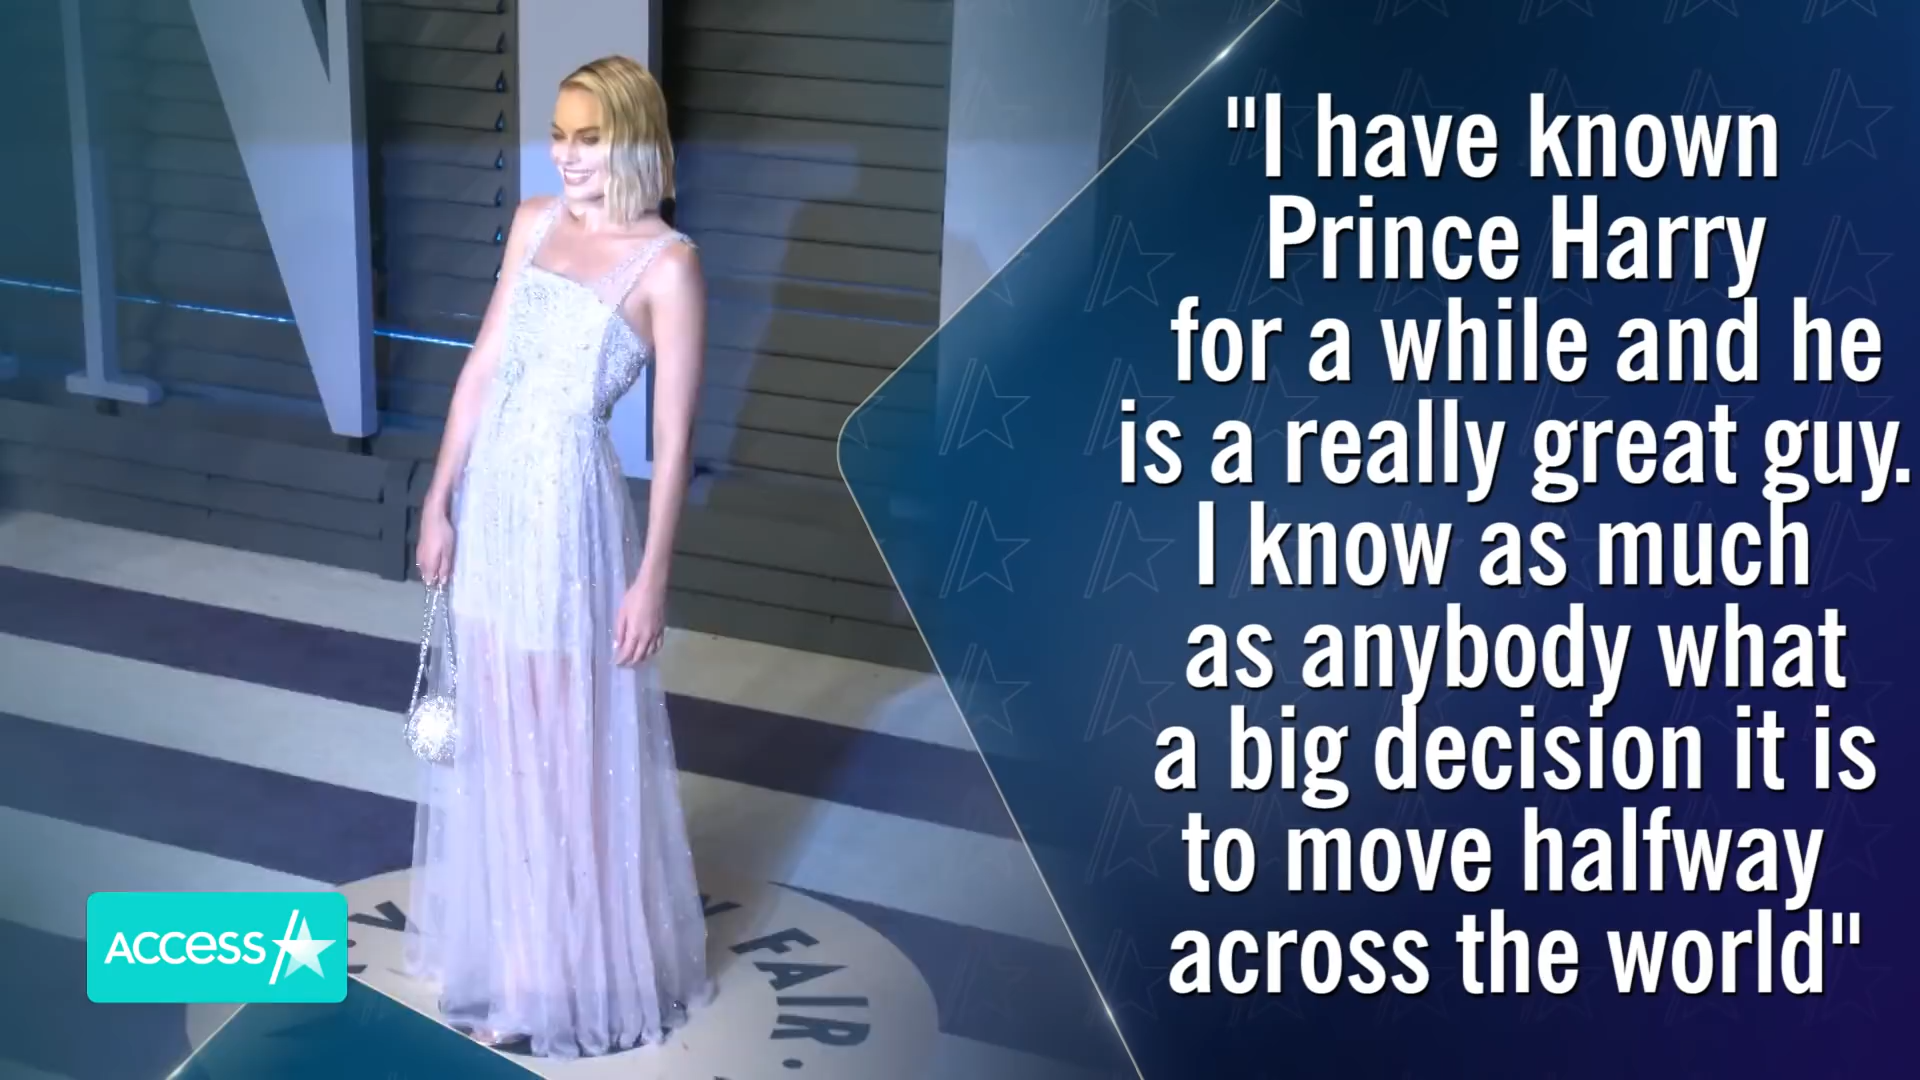 "I have known
Prince Harry
for a while and he
is a really great guy.
I know as much
as anybody what
a big decision it is
to move halfway
across the world"
ACCESS
FAIR